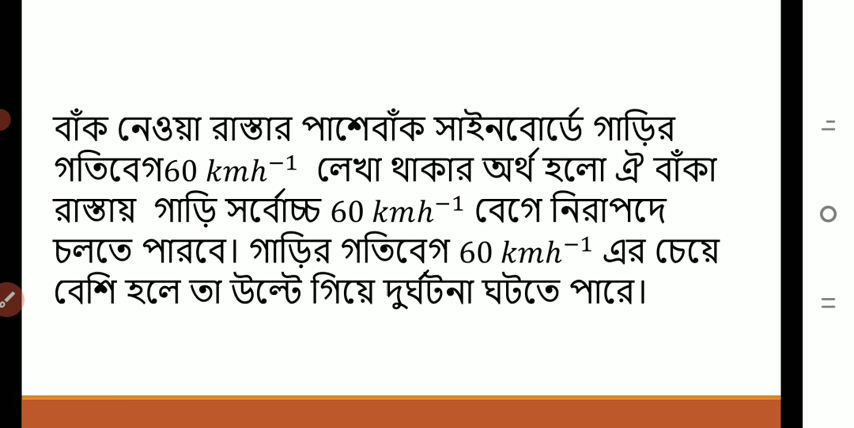 বাঁক নেওয়া রাস্তার পাশেবাঁক সাইনবোর্ডে গাড়ির
গতিবেগ60 kmh⁻¹ লেখা থাকার অর্থ হলো ঐ বাঁকা
রাস্তায় গাড়ি সর্বোচ্চ 60 kmh⁻¹ বেগে নিরাপদে
চলতে পারবে। গাড়ির গতিবেগ 60 kmh⁻¹ এর চেয়ে
বেশি হলে তা উল্টে গিয়ে দুর্ঘটনা ঘটতে পারে।